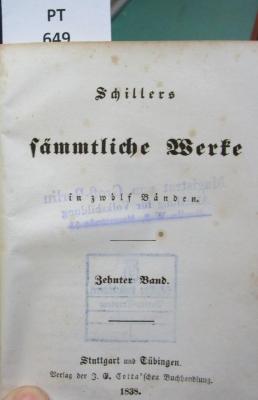 PT
649
Schillers
sämmtliche Werke
in zwölf Bänden.
Zehnter Band.
Stuttgart und Tübingen.
Verlag der J. G. Cotta'schen Buchhandlung.
1838.